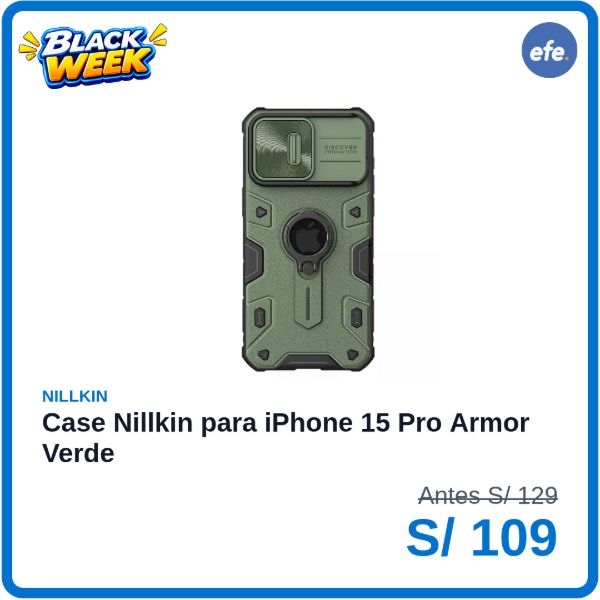 BLACK
WEEK
efe.
DISCOVER
INNOVATION
NILLKIN
Case Nillkin para iPhone 15 Pro Armor
Verde
Antes S/ 129
S/ 109